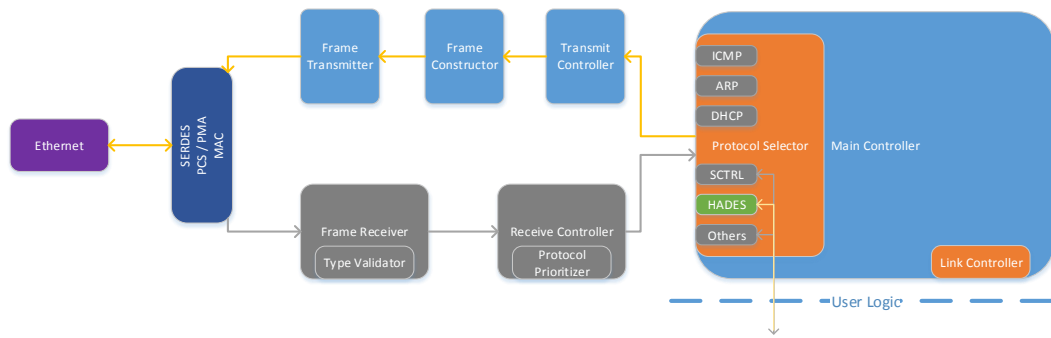 Ethernet
SERDES
PCS / PMA
MAC
Frame
Transmitter
Frame
Constructor
Transmit
Controller
Frame Receiver
Type Validator
Receive Controller
Protocol
Prioritizer
ICMP
ARP
DHCP
Protocol Selector
Main Controller
SCTRL
HADES
Others
Link Controller
User Logic